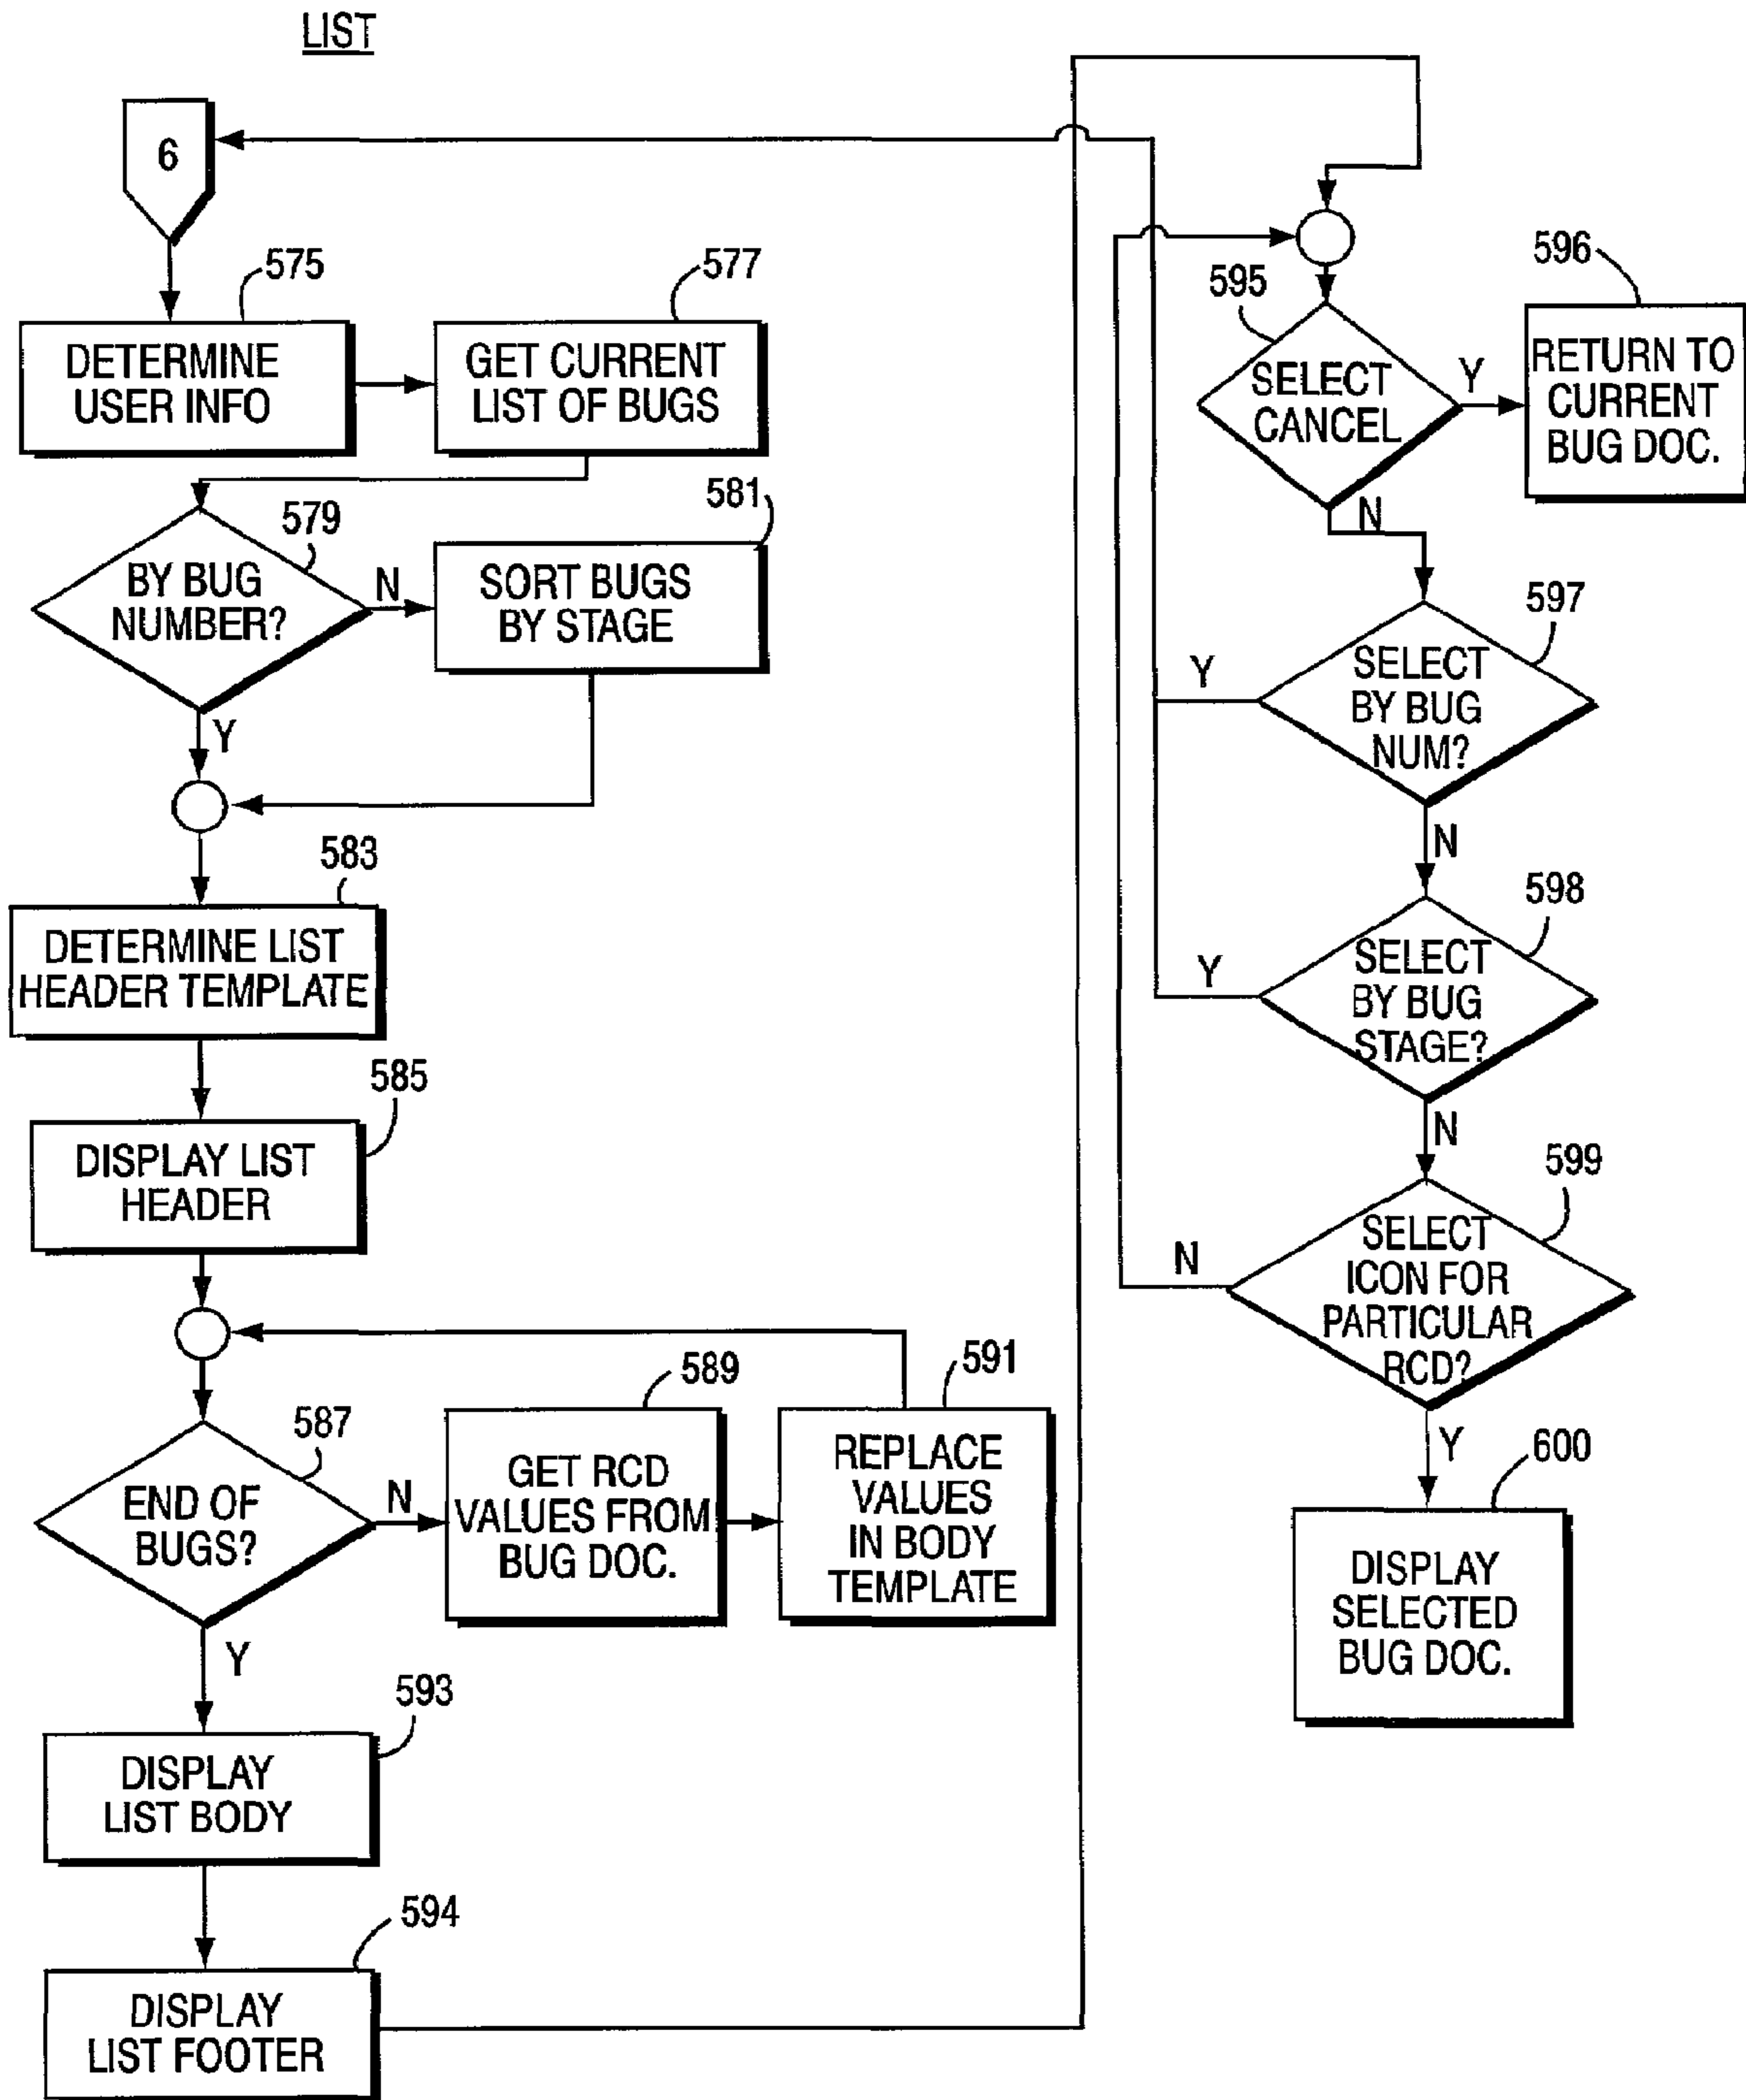 LIST
6
575
DETERMINE
USER INFO
577
GET CURRENT
LIST OF BUGS
579
BY BUG
NUMBER?
N
Y
581
SORT BUGS
BY STAGE
583
DETERMINE LIST
HEADER TEMPLATE
585
DISPLAY LIST
HEADER
587
END OF
BUGS?
N
Y
589
GET RCD
VALUES FROM
BUG DOC.
591
REPLACE
VALUES
IN BODY
TEMPLATE
593
DISPLAY
LIST BODY
594
DISPLAY
LIST FOOTER
595
SELECT
CANCEL
Y
N
596
RETURN TO
CURRENT
BUG DOC.
597
SELECT
BY BUG
NUM?
Y
N
598
SELECT
BY BUG
STAGE?
Y
N
599
SELECT
ICON FOR
PARTICULAR
RCD?
N
Y
600
DISPLAY
SELECTED
BUG DOC.